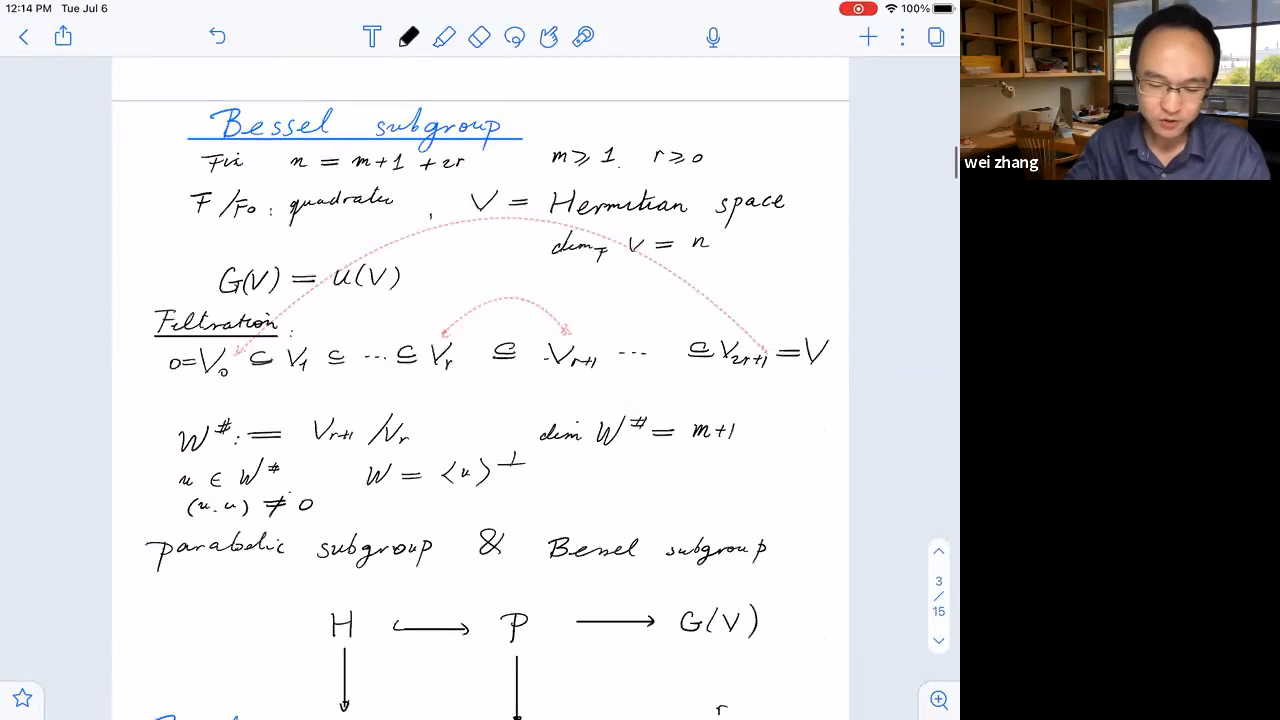 12:14 PM Tue Jul 6
100%
Bessel subgroup
Fix n = m+1 + 2r m ⩾ 1. r ⩾ 0
F/F₀ : quadratic , V = Hermitian space
dim_F V = n
G(V) = U(V)
Filtration :
0 = V₀ ⊆ V₁ ⊆ ··· ⊆ Vᵣ ⊆ Vᵣ₊₁ ··· ⊆ V₂ᵣ₊₁ = V
W^# := Vᵣ₊₁ / Vᵣ dim W^# = m+1
u ∈ W^# W = ⟨u⟩^⊥
(u.u) ≠ 0
parabolic subgroup & Bessel subgroup
H ↪ P → G(V)
r
3
/
15
wei zhang